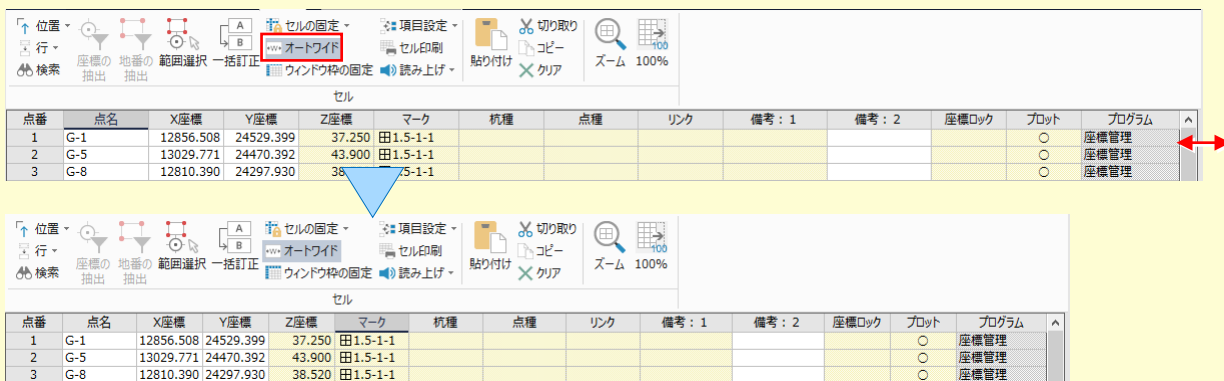 位置 セルの固定 項目設定 切り取り
行 座標の抽出 地番の抽出 範囲選択 A B 一括訂正 オートワイド セル印刷 貼り付け コピー ズーム 100 100%
検索 ウィンドウ枠の固定 読み上げ クリア
セル
点番 点名 X座標 Y座標 Z座標 マーク 杭種 点種 リンク 備考：1 備考：2 座標ロック プロット プログラム
1 G-1 12856.508 24529.399 37.250 田1.5-1-1 ○ 座標管理
2 G-5 13029.771 24470.392 43.900 田1.5-1-1 ○ 座標管理
3 G-8 12810.390 24297.930 38 5-1-1 ○ 座標管理
位置 セルの固定 項目設定 切り取り
行 座標の抽出 地番の抽出 範囲選択 A B 一括訂正 オートワイド セル印刷 貼り付け コピー ズーム 100 100%
検索 ウィンドウ枠の固定 読み上げ クリア
セル
点番 点名 X座標 Y座標 Z座標 マーク 杭種 点種 リンク 備考：1 備考：2 座標ロック プロット プログラム
1 G-1 12856.508 24529.399 37.250 田1.5-1-1 ○ 座標管理
2 G-5 13029.771 24470.392 43.900 田1.5-1-1 ○ 座標管理
3 G-8 12810.390 24297.930 38.520 田1.5-1-1 ○ 座標管理